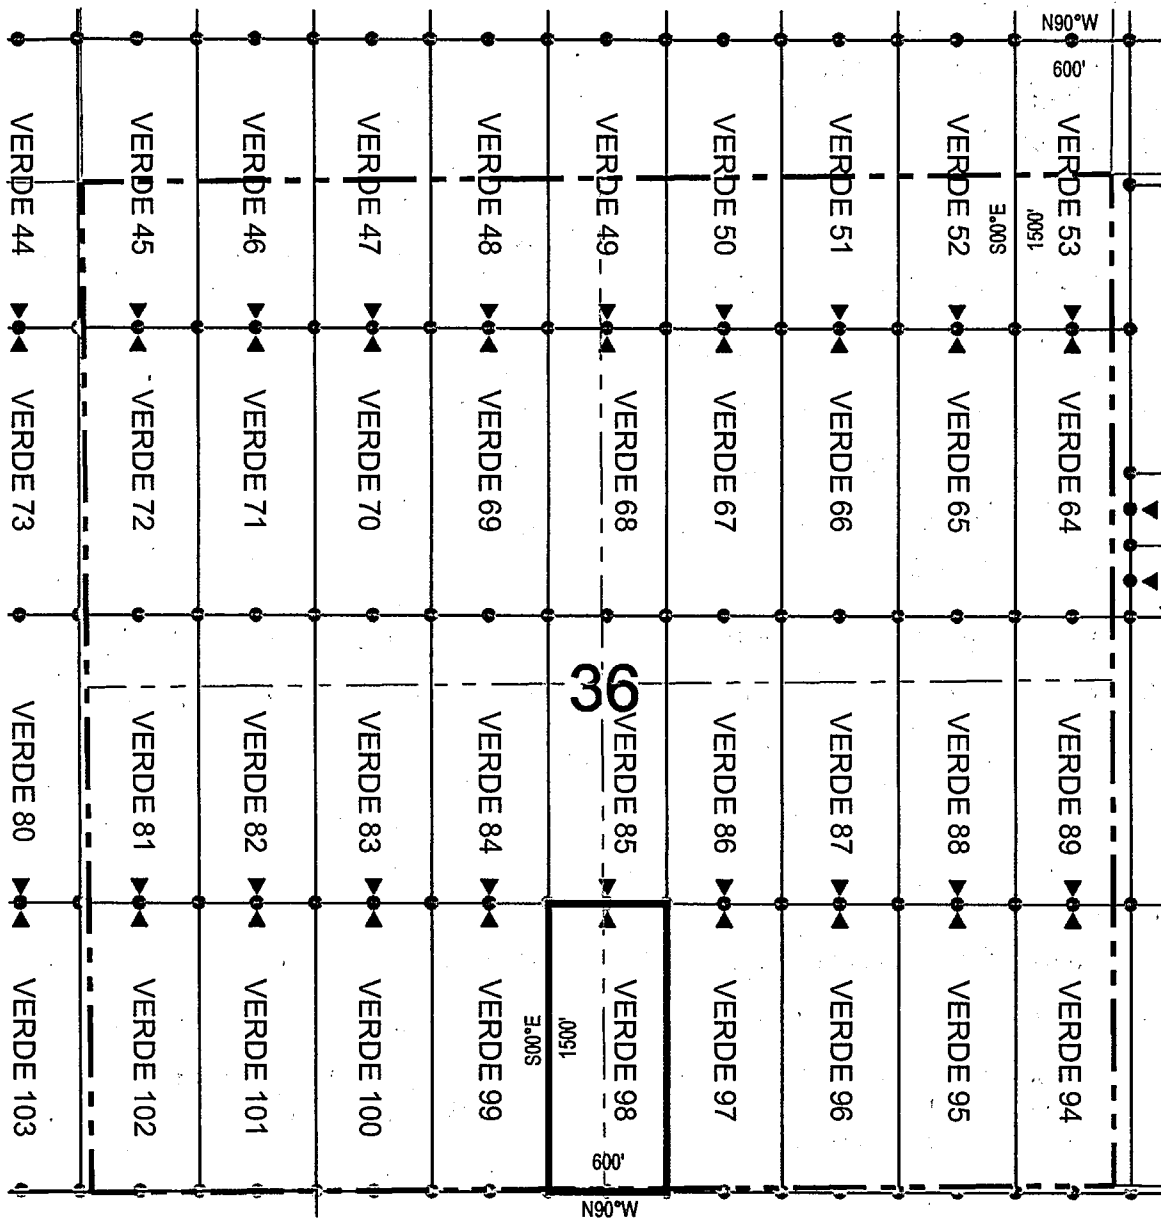 N90°W
600'
VERDE 44
VERDE 45
VERDE 46
VERDE 47
VERDE 48
VERDE 49
VERDE 50
VERDE 51
VERDE 52
S00°E
1500'
VERDE 53
VERDE 73
VERDE 72
VERDE 71
VERDE 70
VERDE 69
VERDE 68
VERDE 67
VERDE 66
VERDE 65
VERDE 64
36
VERDE 80
VERDE 81
VERDE 82
VERDE 83
VERDE 84
VERDE 85
VERDE 86
VERDE 87
VERDE 88
VERDE 89
VERDE 103
VERDE 102
VERDE 101
VERDE 100
VERDE 99
S00°E
1500'
VERDE 98
VERDE 97
VERDE 96
VERDE 95
VERDE 94
600'
N90°W